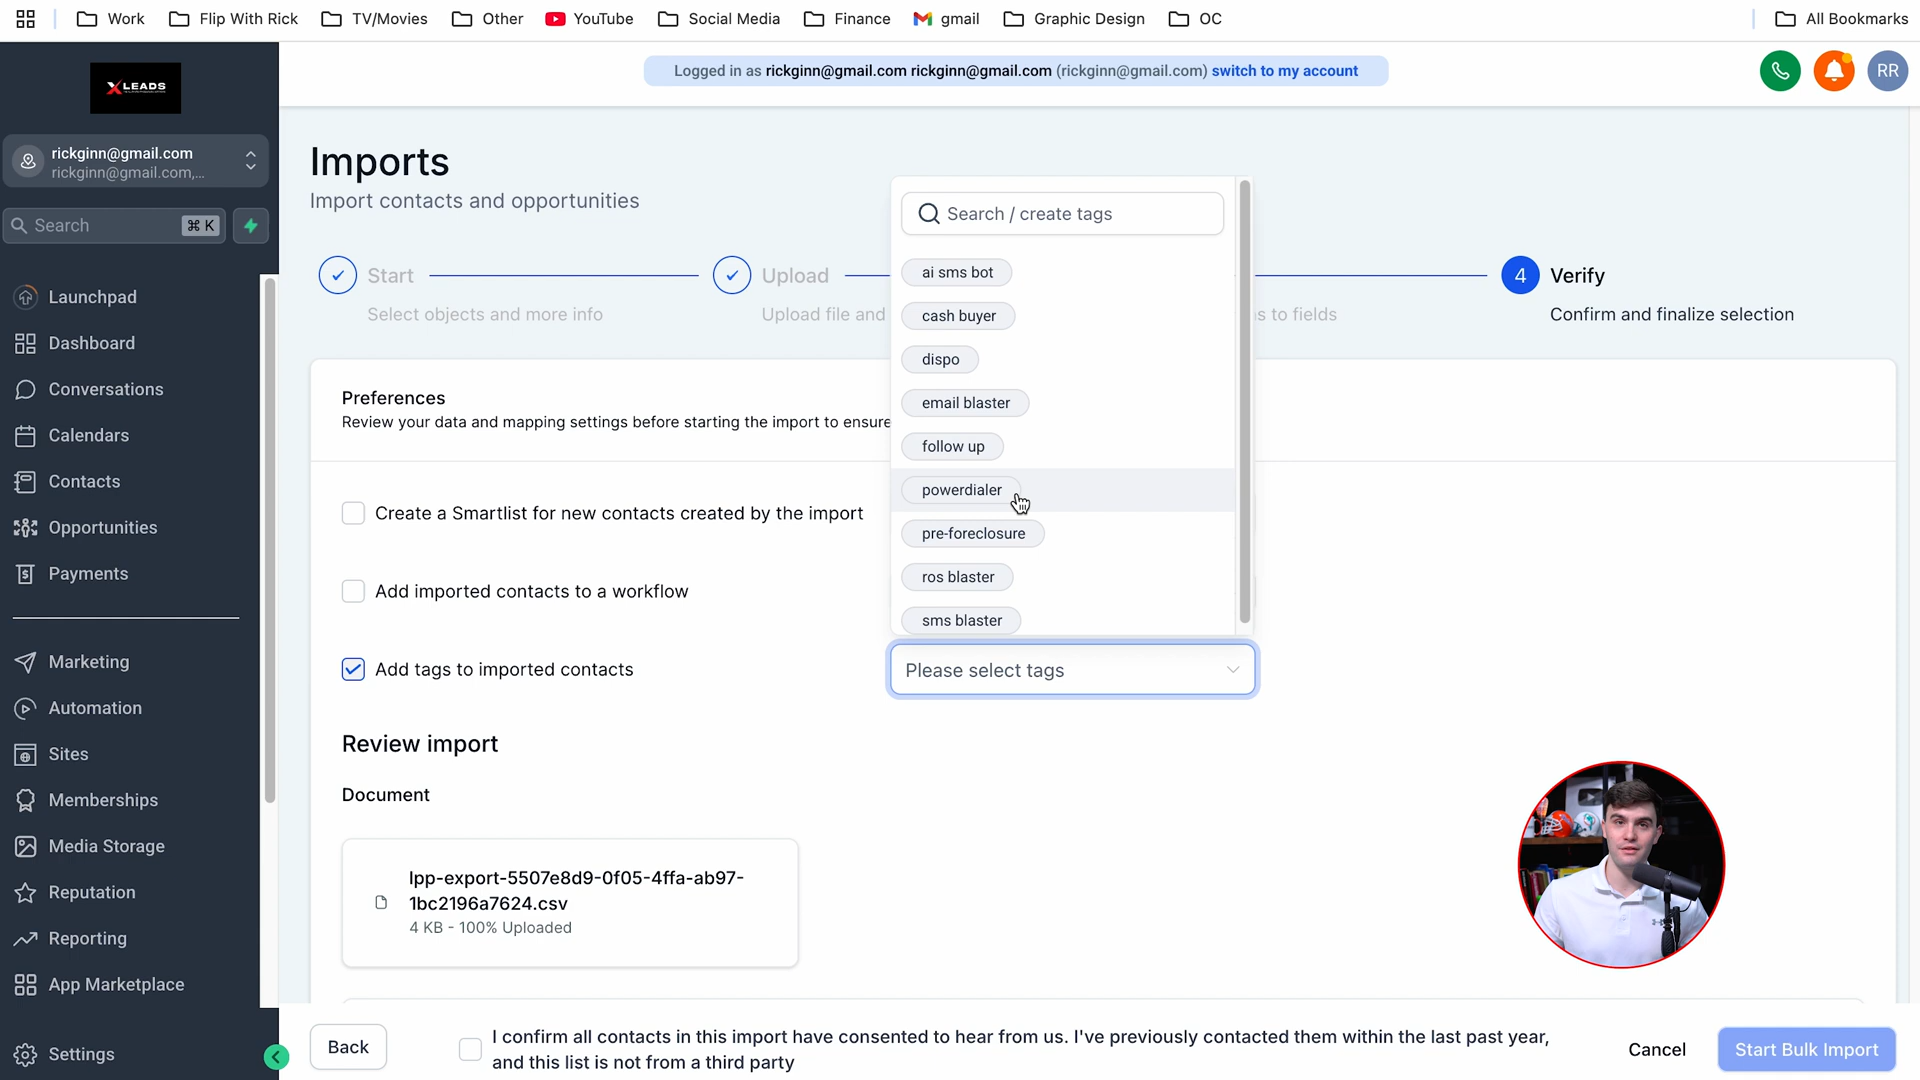 Work
Flip With Rick
TV/Movies
Other
YouTube
Social Media
Finance
gmail
Graphic Design
OC
All Bookmarks
XLEADS
Logged in as rickginn@gmail.com rickginn@gmail.com (rickginn@gmail.com) switch to my account
RR
rickginn@gmail.com
rickginn@gmail.com,...
Search
⌘ K
Launchpad
Dashboard
Conversations
Calendars
Contacts
Opportunities
Payments
Marketing
Automation
Sites
Memberships
Media Storage
Reputation
Reporting
App Marketplace
Settings
Imports
Import contacts and opportunities
Start
Select objects and more info
Upload
Upload file and
s to fields
4
Verify
Confirm and finalize selection
Search / create tags
ai sms bot
cash buyer
dispo
email blaster
follow up
powerdialer
pre-foreclosure
ros blaster
sms blaster
Preferences
Review your data and mapping settings before starting the import to ensure
Create a Smartlist for new contacts created by the import
Add imported contacts to a workflow
Add tags to imported contacts
Please select tags
Review import
Document
lpp-export-5507e8d9-0f05-4ffa-ab97-
1bc2196a7624.csv
4 KB - 100% Uploaded
Back
I confirm all contacts in this import have consented to hear from us. I've previously contacted them within the last past year,
and this list is not from a third party
Cancel
Start Bulk Import